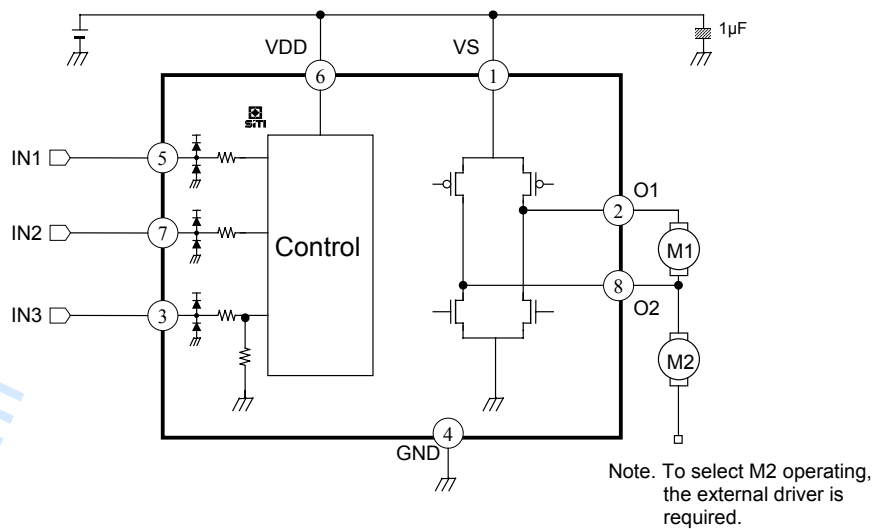 1µF
VDD
VS
6
1
SiTI
IN1
5
O1
2
IN2
7
Control
M1
8
O2
IN3
3
M2
4
GND
Note. To select M2 operating,
the external driver is
required.